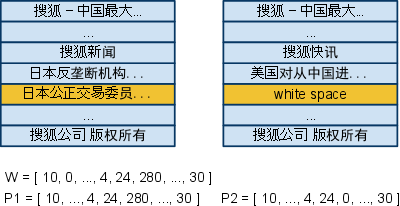 搜狐 – 中国最大...
...
搜狐新闻
日本反垄断机构...
日本公正交易委员...
...
搜狐公司 版权所有
搜狐 – 中国最大...
...
搜狐快讯
美国对从中国进...
white space
...
搜狐公司 版权所有
W = [ 10, 0, ..., 4, 24, 280, ..., 30 ]
P1 = [ 10, ..., 4, 24, 280, ..., 30 ]
P2 = [ 10, ..., 4, 24, 0, ..., 30 ]